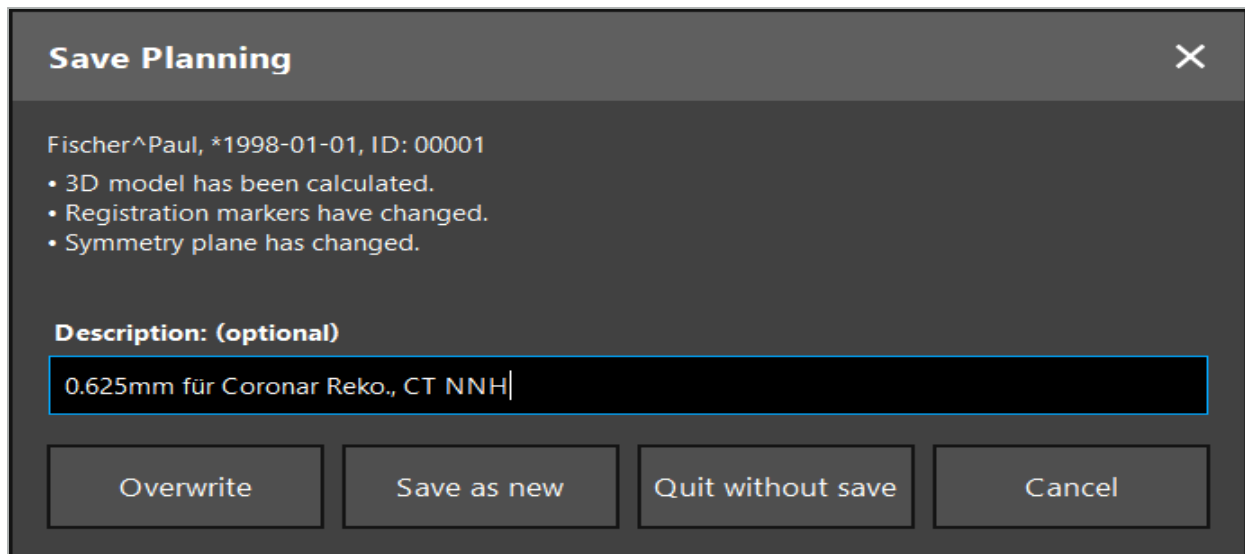 Save Planning
Fischer^Paul, *1998-01-01, ID: 00001
• 3D model has been calculated.
• Registration markers have changed.
• Symmetry plane has changed.
Description: (optional)
0.625mm für Coronar Reko., CT NNH
Overwrite
Save as new
Quit without save
Cancel